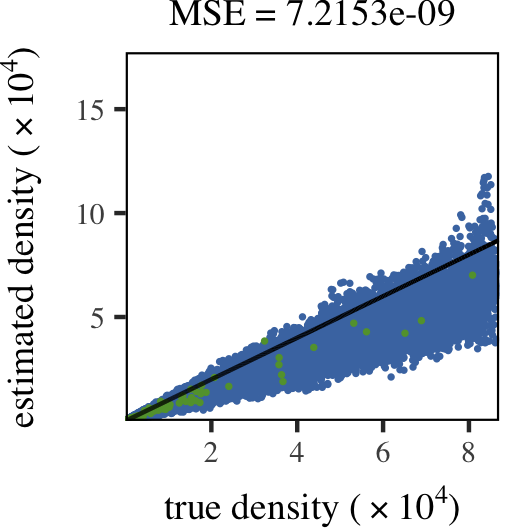 MSE = 7.2153e-09
estimated density ( × 10⁴)
15
10
5
2 4 6 8
true density ( × 10⁴)